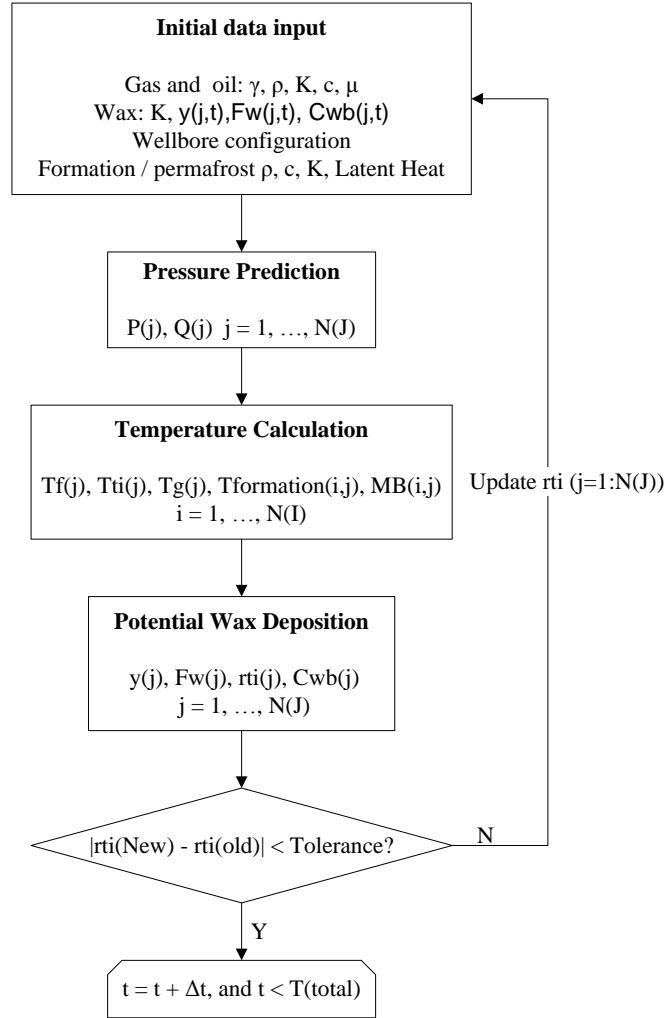 Initial data input
Gas and oil: γ, ρ, K, c, μ
Wax: K, y(j,t),Fw(j,t), Cwb(j,t)
Wellbore configuration
Formation / permafrost ρ, c, K, Latent Heat
Pressure Prediction
P(j), Q(j) j = 1, …, N(J)
Temperature Calculation
Tf(j), Tti(j), Tg(j), Tformation(i,j), MB(i,j)
i = 1, …, N(I)
Update rti (j=1:N(J))
Potential Wax Deposition
y(j), Fw(j), rti(j), Cwb(j)
j = 1, …, N(J)
|rti(New) - rti(old)| < Tolerance?
N
Y
t = t + Δt, and t < T(total)